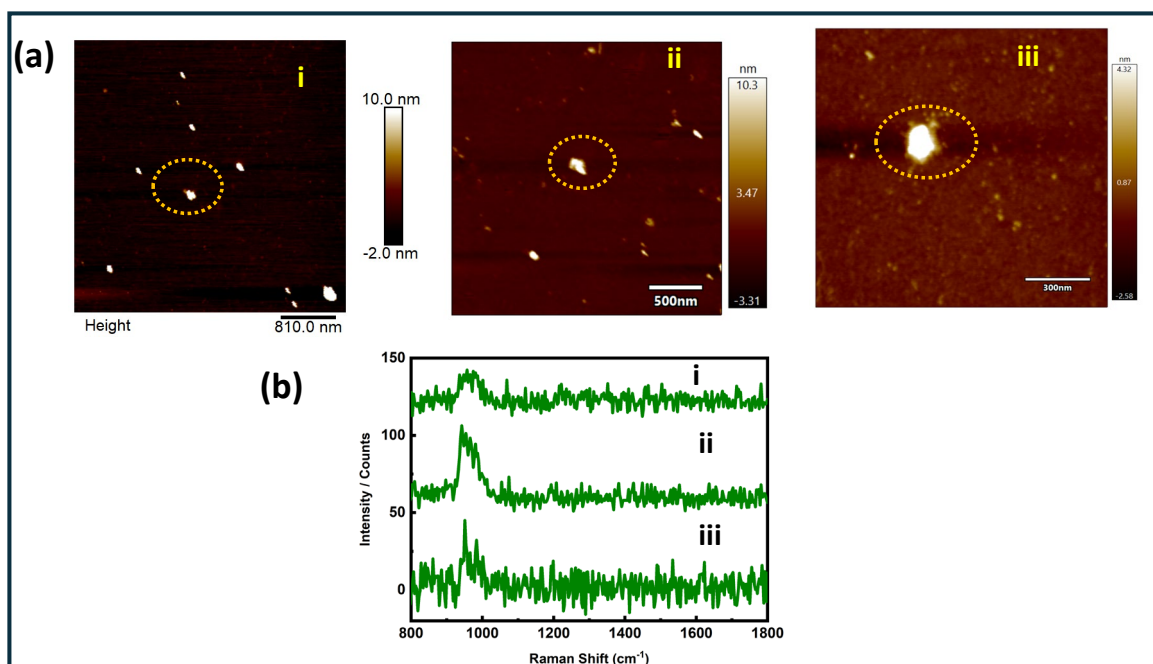 (a)
i
10.0 nm
-2.0 nm
Height
810.0 nm
ii
500nm
nm
10.3
3.47
-3.31
iii
300nm
nm
4.32
0.87
-2.58
(b)
150
100
50
0
Intensity / Counts
i
ii
iii
800 1000 1200 1400 1600 1800
Raman Shift (cm⁻¹)